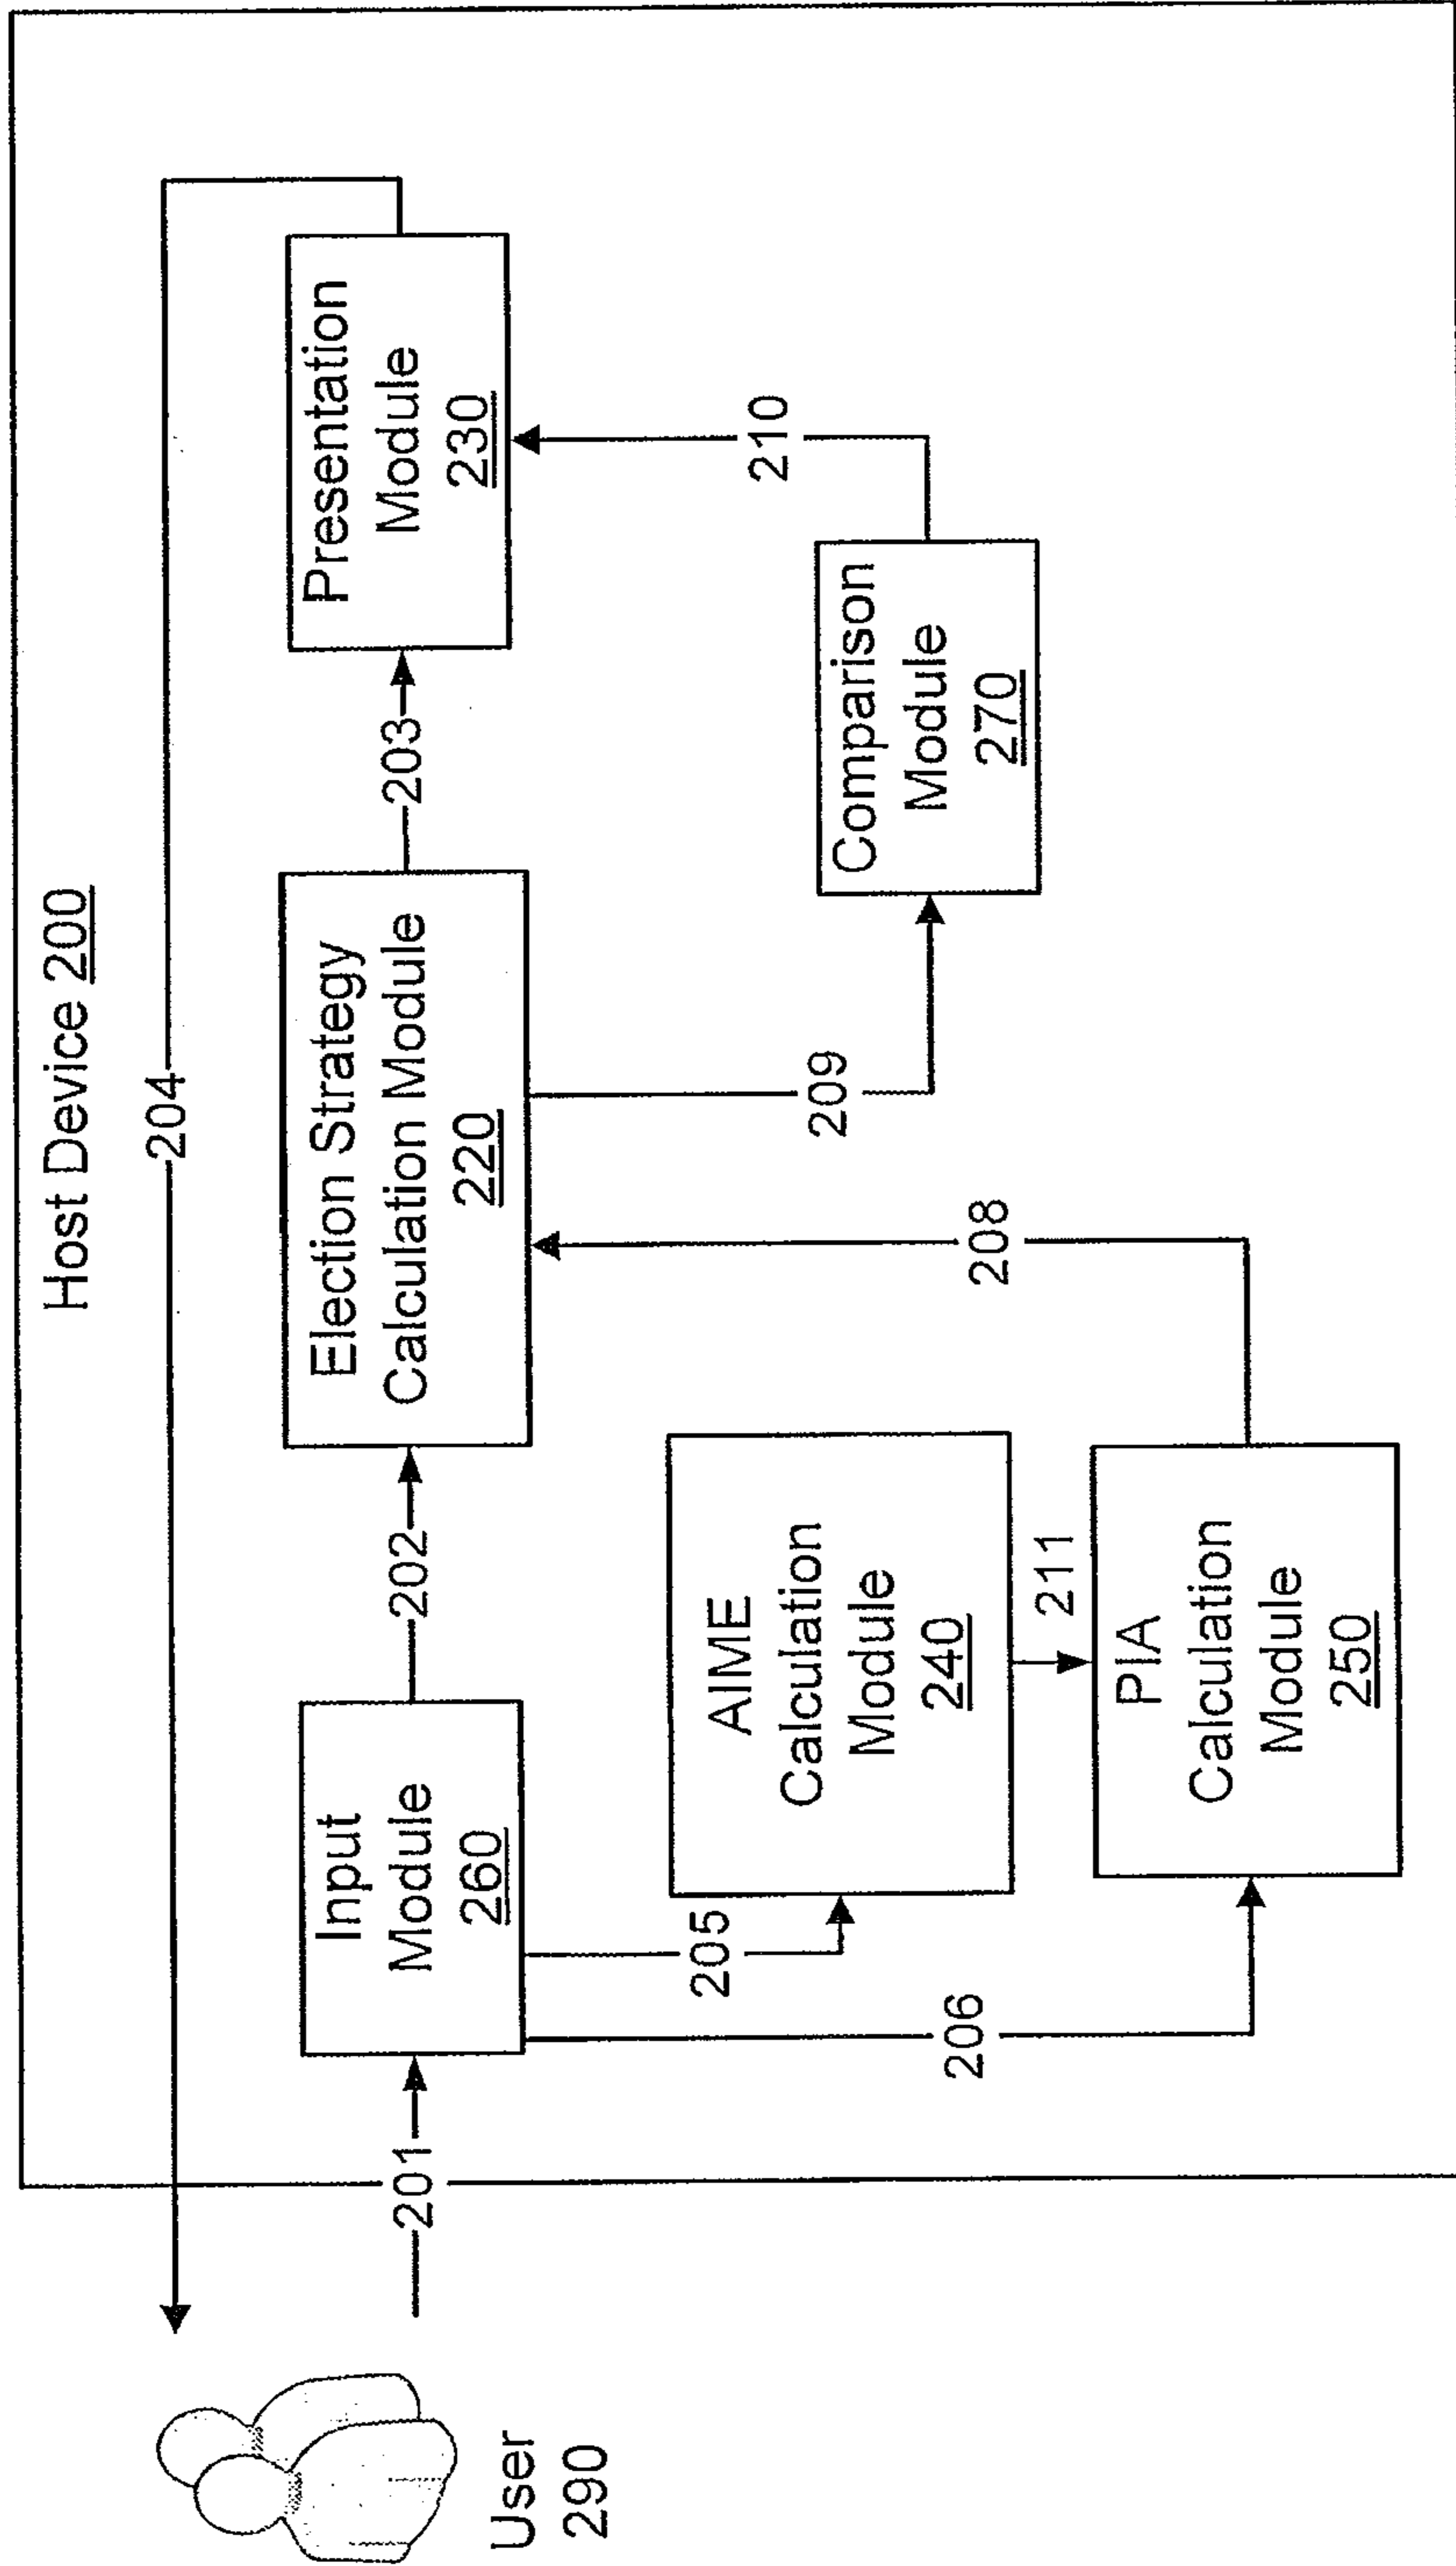 Host Device 200
204
User
290
201
Input
Module
260
202
Election Strategy
Calculation Module
220
203
Presentation
Module
230
205
206
AIME
Calculation
Module
240
211
PIA
Calculation
Module
250
208
209
Comparison
Module
270
210